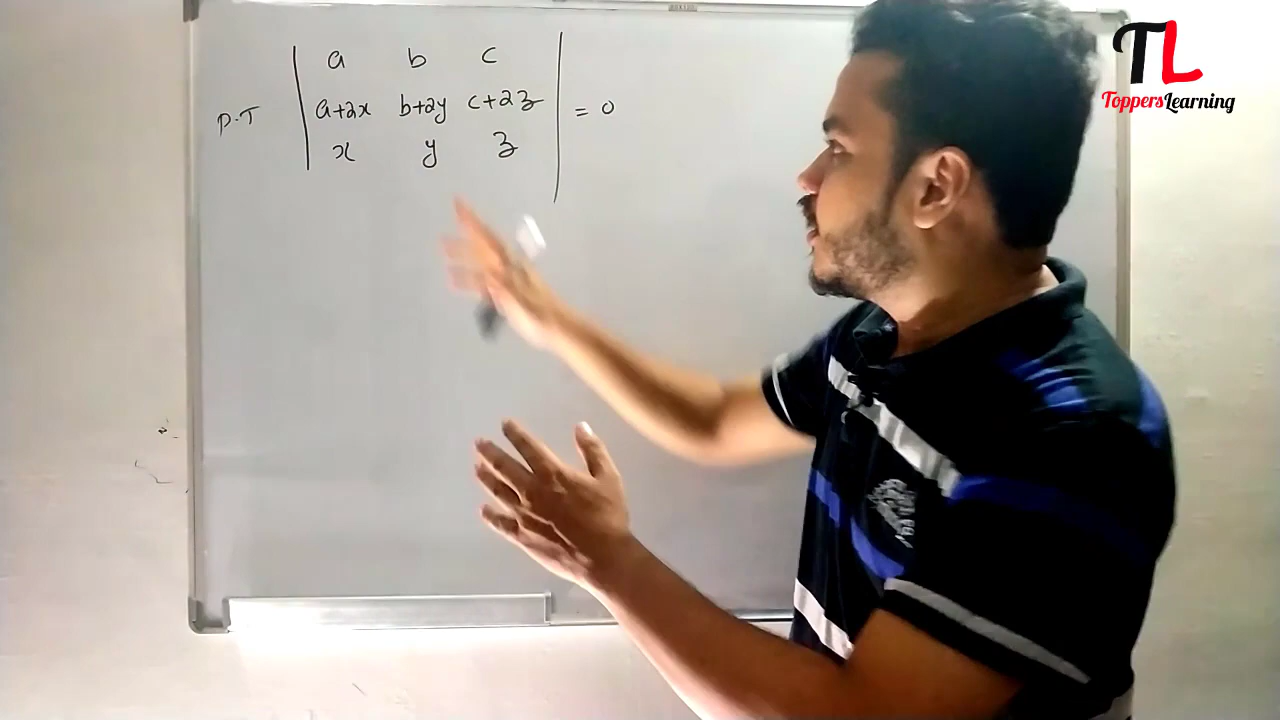 a b c
P.T a+2x b+2y c+2z = 0
x y z
TL
ToppersLearning